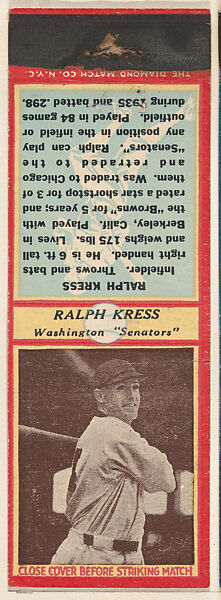 THE DIAMOND MATCH CO. N.Y.C.
RALPH KRESS
Infielder. Throws and bats
right handed. He is 6 ft. tall
and weighs 175 lbs. Lives in
Berkeley, Calif. Played with
the "Browns" for 5 years; and
rated a star shortstop for 3 of
them. Was traded to Chicago
and retraded to the
"Senators". Ralph can play
any position in the infield or
outfield. Played in 84 games
during 1935 and batted .298.
RALPH KRESS
Washington "Senators"
CLOSE COVER BEFORE STRIKING MATCH